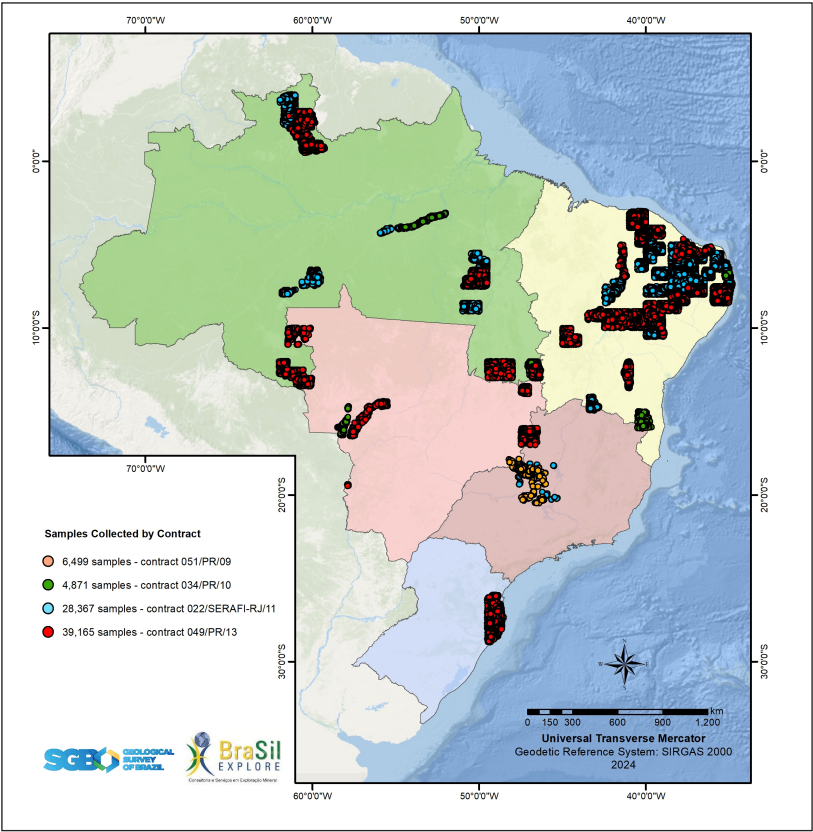 70°0'0"W 60°0'0"W 50°0'0"W 40°0'0"W
0°0'0"
0°0'0"
10°0'0"S
10°0'0"S
70°0'0"W
20°0'0"S
20°0'0"S
Samples Collected by Contract
6,499 samples - contract 051/PR/09
4,871 samples - contract 034/PR/10
28,367 samples - contract 022/SERAFI-RJ/11
39,165 samples - contract 049/PR/13
30°0'0"S
30°0'0"S
N
W E
S
km
0 150 300 600 900 1.200
Universal Transverse Mercator
Geodetic Reference System: SIRGAS 2000
2024
SGB
GEOLOGICAL
SURVEY
OF BRAZIL
BraSil
EXPLORE
Consultoria e Serviços em Exploração Mineral
60°0'0"W 50°0'0"W 40°0'0"W